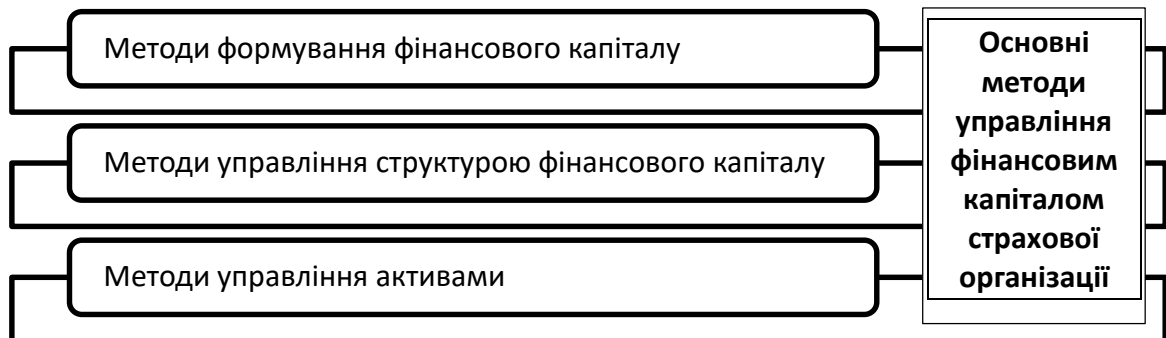 Методи формування фінансового капіталу
Методи управління структурою фінансового капіталу
Методи управління активами
Основні
методи
управління
фінансовим
капіталом
страхової
організації